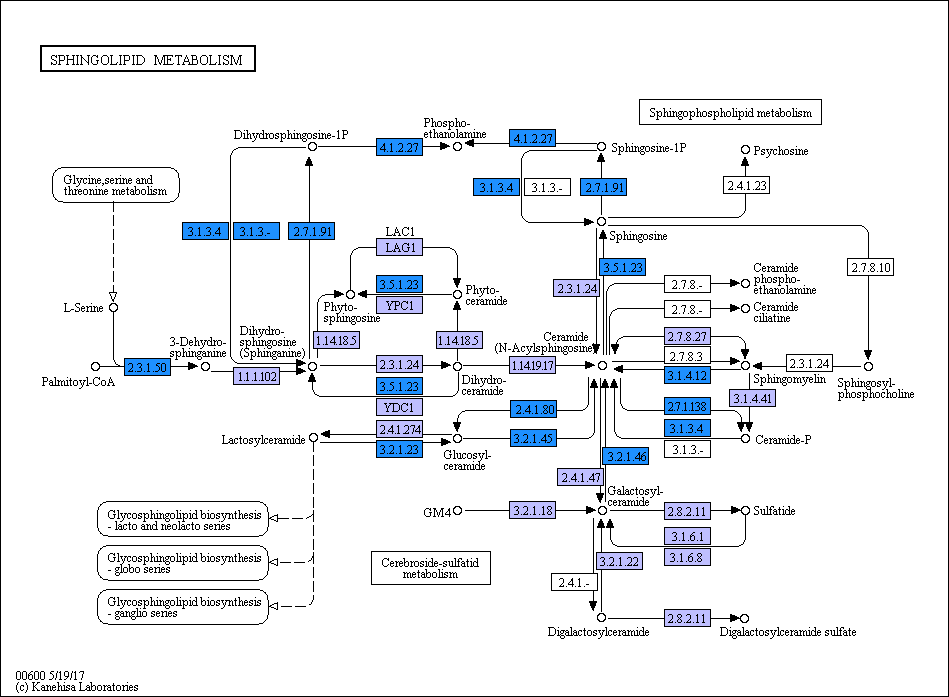 SPHINGOLIPID METABOLISM
Sphingophospholipid metabolism
Phospho-
ethanolamine
Dihydrosphingosine-1P
4.1.2.27
4.1.2.27
Sphingosine-1P
Psychosine
Glycine,serine and
threonine metabolism
3.1.3.4
3.1.3.-
2.7.1.91
2.4.1.23
3.1.3.4
3.1.3.-
2.7.1.91
LAC1
LAG1
Sphingosine
3.5.1.23
2.7.8.10
Ceramide
phospho-
ethanolamine
3.5.1.23
2.3.1.24
2.7.8.-
YPC1
Phyto-
sphingosine
Phyto-
ceramide
L-Serine
2.7.8.-
Ceramide
ciliatine
3-Dehydro-
sphinganine
Dihydro-
sphingosine
(Sphinganine)
1.14.18.5
1.14.18.5
Ceramide
(N-Acylsphingosine)
2.7.8.27
2.7.8.3
2.3.1.50
1.1.1.102
2.3.1.24
1.14.19.17
2.3.1.24
3.1.4.12
Palmitoyl-CoA
3.5.1.23
Dihydro-
ceramide
Sphingomyelin
Sphingosyl-
phosphocholine
YDC1
2.4.1.80
2.7.1.138
3.1.4.41
2.4.1.274
3.1.3.4
Lactosylceramide
3.2.1.45
Ceramide-P
3.2.1.23
3.1.3.-
Glucosyl-
ceramide
3.2.1.46
2.4.1.47
Galactosyl-
ceramide
Glycosphingolipid biosynthesis
- lacto and neolacto series
GM4
3.2.1.18
2.8.2.11
Sulfatide
3.1.6.1
3.1.6.8
Glycosphingolipid biosynthesis
- globo series
Cerebroside-sulfatid
metabolism
3.2.1.22
2.4.1.-
Glycosphingolipid biosynthesis
- ganglio series
2.8.2.11
Digalactosylceramide
Digalactosylceramide sulfate
00600 5/19/17
(c) Kanehisa Laboratories